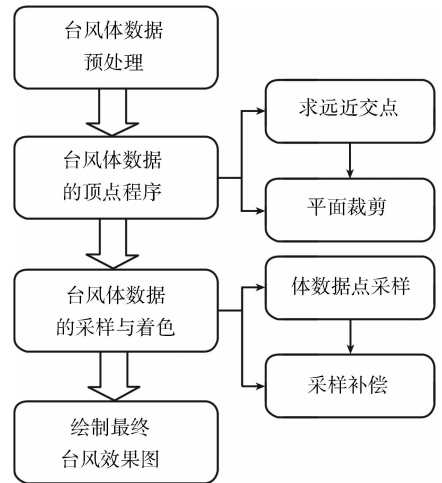 台风体数据
预处理
台风体数据
的顶点程序
求远近交点
平面裁剪
台风体数据
的采样与着色
体数据点采样
采样补偿
绘制最终
台风效果图